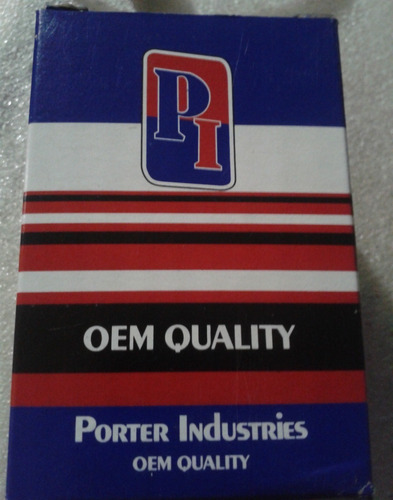 PI
OEM QUALITY
PORTER INDUSTRIES
OEM QUALITY